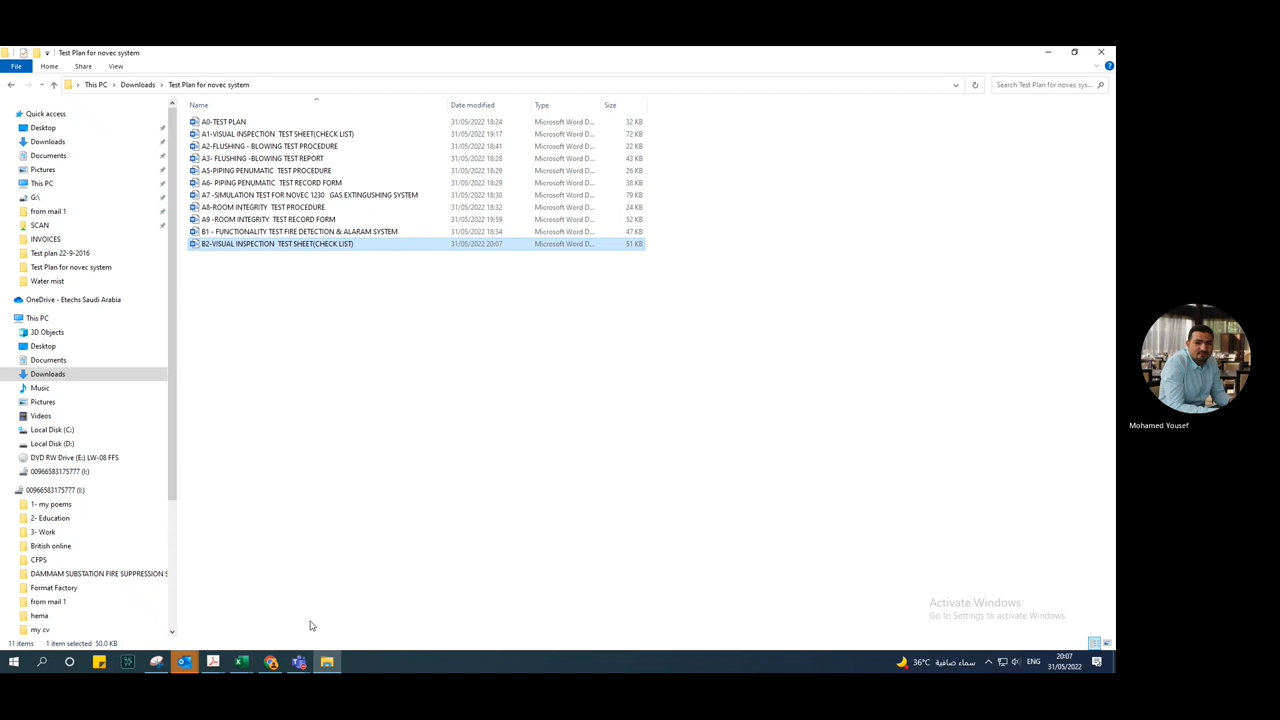 Test Plan for novec system
File Home Share View
This PC Downloads Test Plan for novec system
Search Test Plan for novec sys...
Name Date modified Type Size
Quick access
Desktop
Downloads
Documents
Pictures
This PC
G:\
from mail 1
SCAN
INVOICES
Test plan 22-9-2016
Test Plan for novec system
Water mist
OneDrive - Etechs Saudi Arabia
This PC
3D Objects
Desktop
Documents
Downloads
Music
Pictures
Videos
Local Disk (C:)
Local Disk (D:)
DVD RW Drive (E:) LW-08 FFS
00966583175777 (I:)
00966583175777 (I:)
1- my poems
2- Education
3- Work
British online
CFPS
DAMMAM SUBSTATION FIRE SUPPRESSION S
Format Factory
from mail 1
hema
my cv
A0-TEST PLAN 31/05/2022 18:24 Microsoft Word D... 32 KB
A1-VISUAL INSPECTION TEST SHEET(CHECK LIST) 31/05/2022 19:17 Microsoft Word D... 72 KB
A2-FLUSHING - BLOWING TEST PROCEDURE 31/05/2022 18:41 Microsoft Word D... 22 KB
A3- FLUSHING -BLOWING TEST REPORT 31/05/2022 18:28 Microsoft Word D... 43 KB
A5-PIPING PENUMATIC TEST PROCEDURE 31/05/2022 18:29 Microsoft Word D... 26 KB
A6- PIPING PENUMATIC TEST RECORD FORM 31/05/2022 18:29 Microsoft Word D... 38 KB
A7 -SIMULATION TEST FOR NOVEC 1230 GAS EXTINGUSHING SYSTEM 31/05/2022 18:30 Microsoft Word D... 79 KB
A8-ROOM INTEGRITY TEST PROCEDURE 31/05/2022 18:32 Microsoft Word D... 24 KB
A9 -ROOM INTEGRITY TEST RECORD FORM 31/05/2022 19:59 Microsoft Word D... 52 KB
B1 - FUNCTIONALITY TEST FIRE DETECTION & ALARAM SYSTEM 31/05/2022 18:34 Microsoft Word D... 47 KB
B2-VISUAL INSPECTION TEST SHEET(CHECK LIST) 31/05/2022 20:07 Microsoft Word D... 51 KB
Mohamed Yousef
Activate Windows
Go to Settings to activate Windows.
11 items 1 item selected 50.0 KB
36°C سماء صافية ENG 20:07
31/05/2022